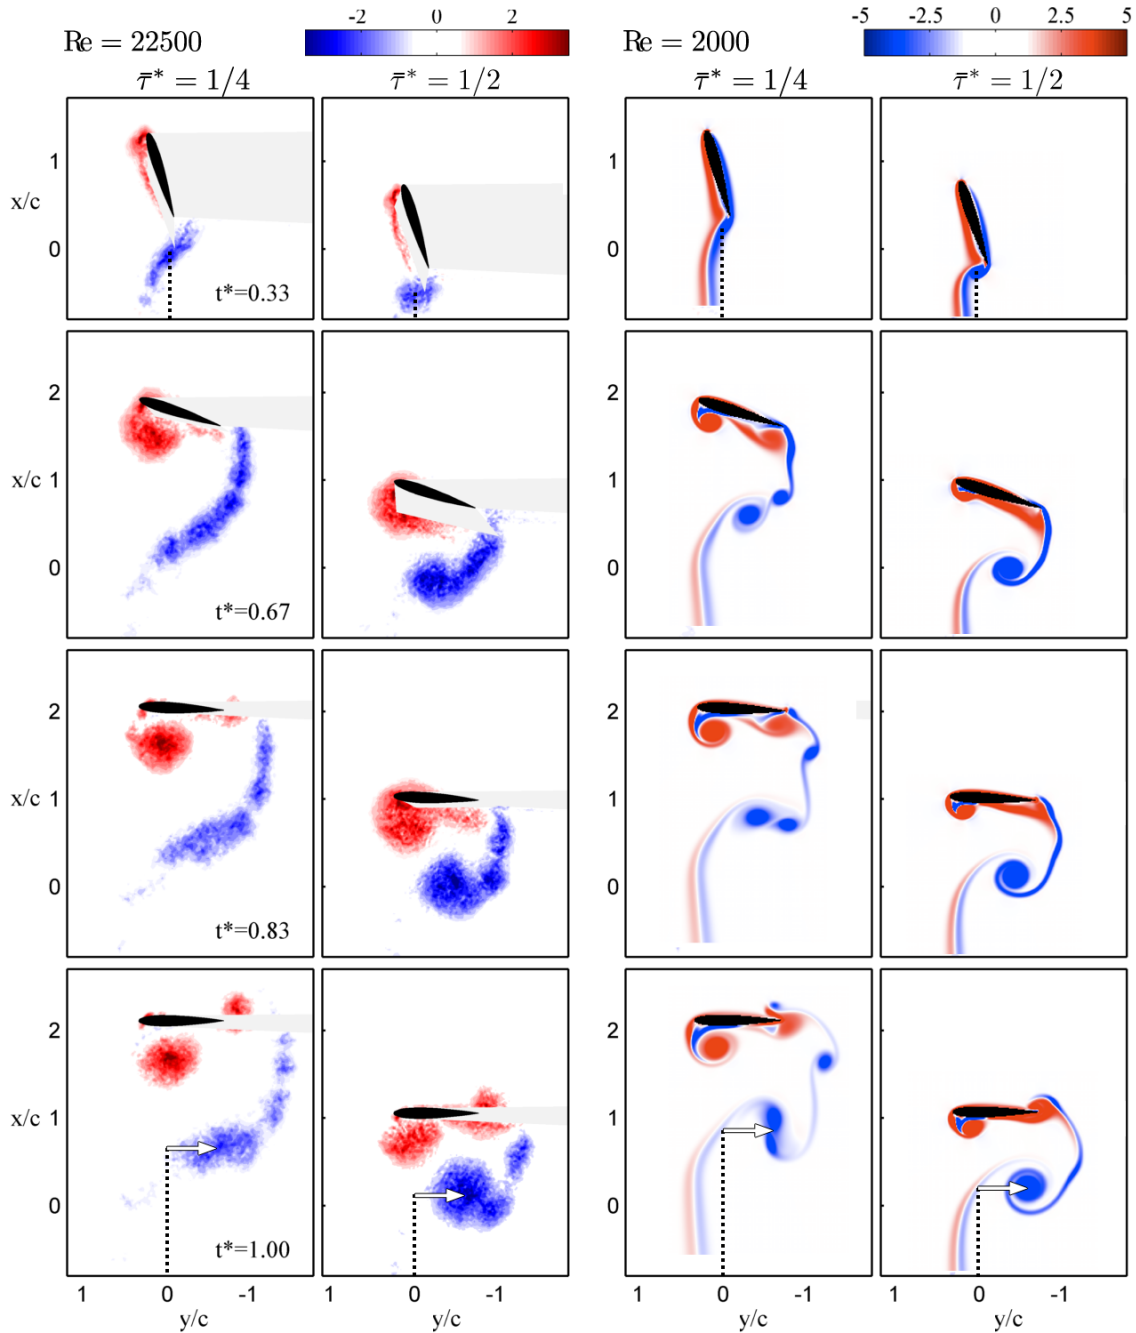 -2 0 2
-5 -2.5 0 2.5 5
Re = 22500
Re = 2000
τ̄* = 1/4
τ̄* = 1/2
τ̄* = 1/4
τ̄* = 1/2
1
x/c
0
t*=0.33
2
x/c 1
0
t*=0.67
2
x/c 1
0
t*=0.83
2
x/c 1
0
t*=1.00
1 0 -1
0 -1
1 0 -1
0 -1
y/c
y/c
y/c
y/c